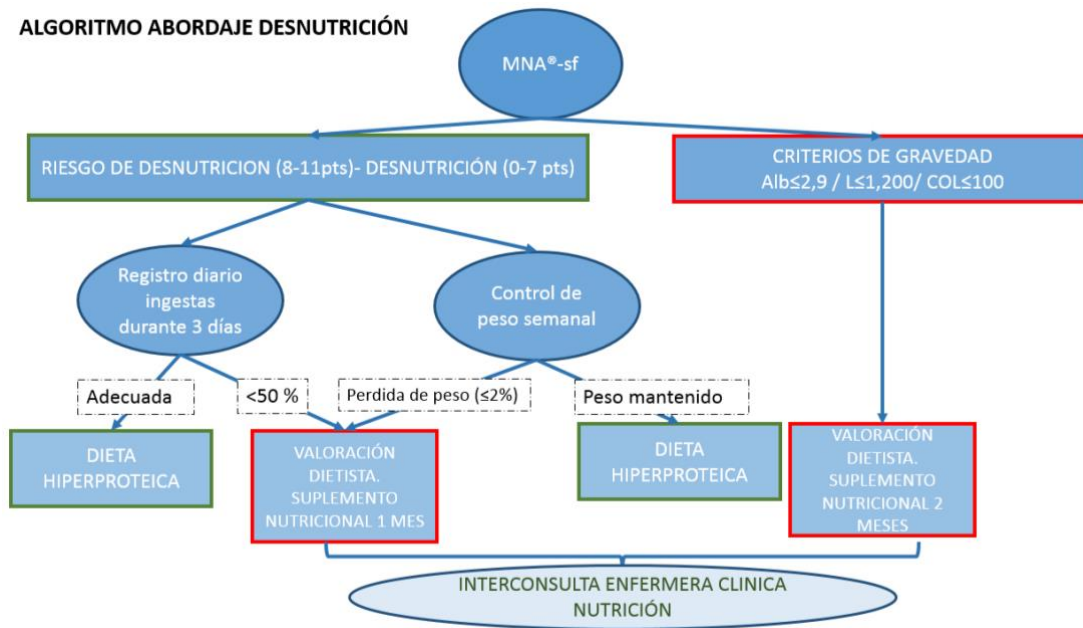 ALGORITMO ABORDAJE DESNUTRICIÓN
MNA®-sf
RIESGO DE DESNUTRICION (8-11pts)- DESNUTRICIÓN (0-7 pts)
CRITERIOS DE GRAVEDAD
Alb≤2,9 / L≤1,200/ COL≤100
Registro diario
ingestas
durante 3 días
Control de
peso semanal
Adecuada
<50 %
Perdida de peso (≤2%)
Peso mantenido
DIETA
HIPERPROTEICA
VALORACIÓN
DIETISTA.
SUPLEMENTO
NUTRICIONAL 1 MES
DIETA
HIPERPROTEICA
VALORACIÓN
DIETISTA.
SUPLEMENTO
NUTRICIONAL 2
MESES
INTERCONSULTA ENFERMERA CLINICA
NUTRICIÓN